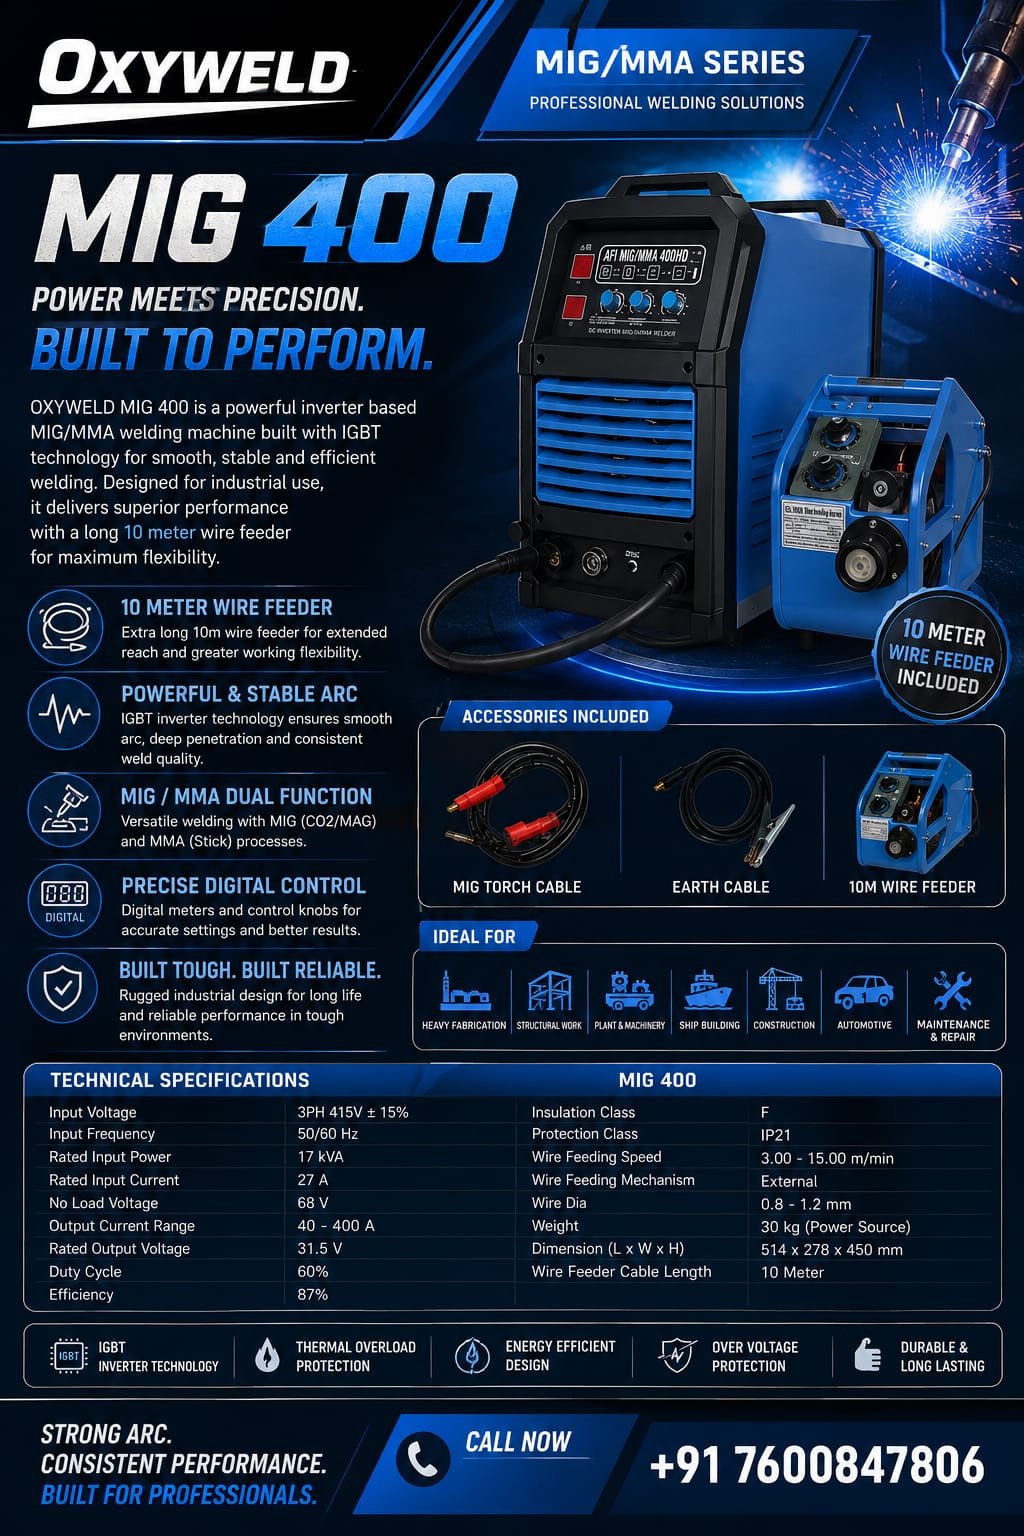 OXYWELD
MIG/MMA SERIES
PROFESSIONAL WELDING SOLUTIONS
MIG 400
POWER MEETS PRECISION.
BUILT TO PERFORM.
OXYWELD MIG 400 is a powerful inverter based
MIG/MMA welding machine built with IGBT
technology for smooth, stable and efficient
welding. Designed for industrial use,
it delivers superior performance
with a long 10 meter wire feeder
for maximum flexibility.
AFI MIG/MMA 400HD
10 METER
WIRE FEEDER
INCLUDED
10 METER WIRE FEEDER
Extra long 10m wire feeder for extended
reach and greater working flexibility.
POWERFUL & STABLE ARC
IGBT inverter technology ensures smooth
arc, deep penetration and consistent
weld quality.
MIG / MMA DUAL FUNCTION
Versatile welding with MIG (CO2/MAG)
and MMA (Stick) processes.
DIGITAL
PRECISE DIGITAL CONTROL
Digital meters and control knobs for
accurate settings and better results.
BUILT TOUGH. BUILT RELIABLE.
Rugged industrial design for long life
and reliable performance in tough
environments.
ACCESSORIES INCLUDED
MIG TORCH CABLE
EARTH CABLE
10M WIRE FEEDER
IDEAL FOR
HEAVY FABRICATION
STRUCTURAL WORK
PLANT & MACHINERY
SHIP BUILDING
CONSTRUCTION
AUTOMOTIVE
MAINTENANCE
& REPAIR
TECHNICAL SPECIFICATIONS MIG 400
Input Voltage 3PH 415V ± 15%
Input Frequency 50/60 Hz
Rated Input Power 17 kVA
Rated Input Current 27 A
No Load Voltage 68 V
Output Current Range 40 - 400 A
Rated Output Voltage 31.5 V
Duty Cycle 60%
Efficiency 87%
Insulation Class F
Protection Class IP21
Wire Feeding Speed 3.00 - 15.00 m/min
Wire Feeding Mechanism External
Wire Dia 0.8 - 1.2 mm
Weight 30 kg (Power Source)
Dimension (L x W x H) 514 x 278 x 450 mm
Wire Feeder Cable Length 10 Meter
IGBT
IGBT
INVERTER TECHNOLOGY
THERMAL OVERLOAD
PROTECTION
ENERGY EFFICIENT
DESIGN
OVER VOLTAGE
PROTECTION
DURABLE &
LONG LASTING
STRONG ARC.
CONSISTENT PERFORMANCE.
BUILT FOR PROFESSIONALS.
CALL NOW
+91 7600847806